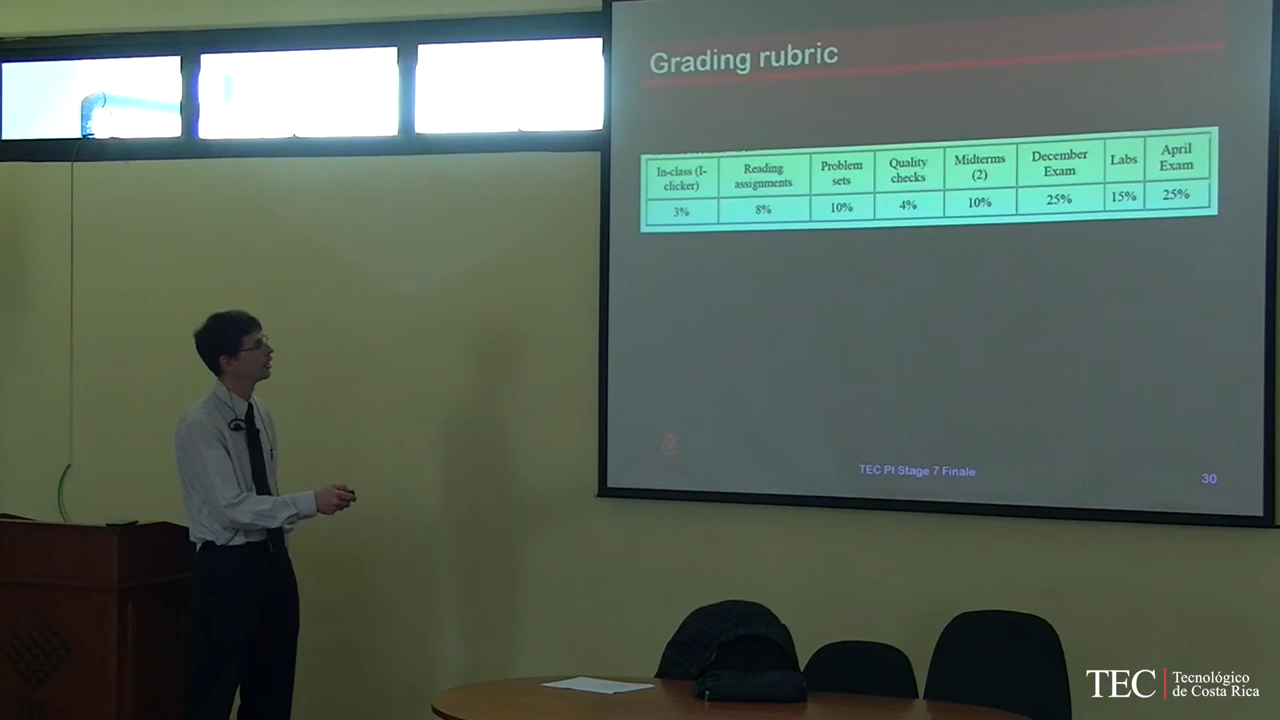 Grading rubric
In-class (I-clicker) Reading assignments Problem sets Quality checks Midterms (2) December Exam Labs April Exam
3% 8% 10% 4% 10% 25% 15% 25%
TEC PI Stage 7 Finale
30
TEC Tecnológico
de Costa Rica